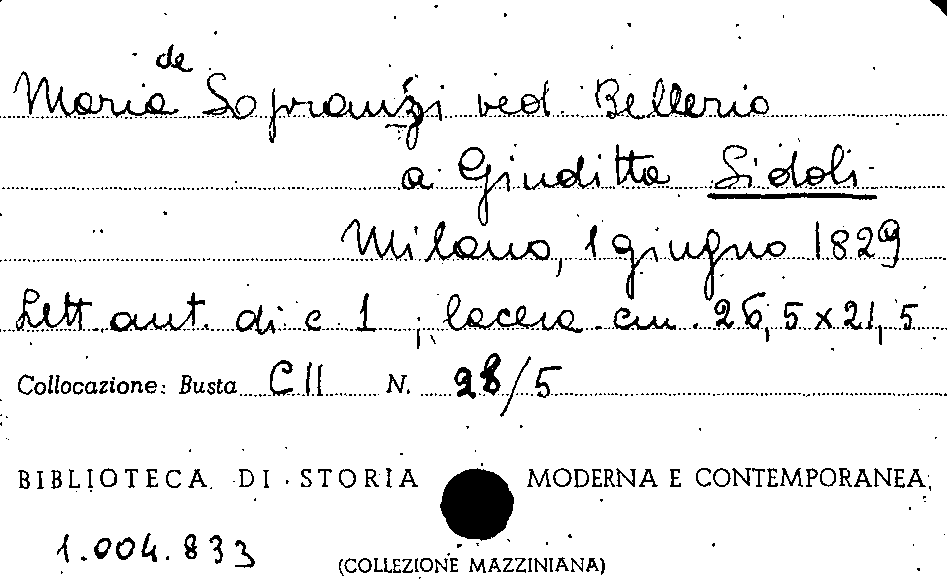 Maria de Sopranzi ved. Bellerio
a Giuditta Sidoli
Milano, 1 giugno 1829
Lett. aut. di c 1 ; lacera cm. 26,5 x 21,5
Collocazione: Busta CII N. 28/5
BIBLIOTECA DI STORIA MODERNA E CONTEMPORANEA
1.004.833
(COLLEZIONE MAZZINIANA)